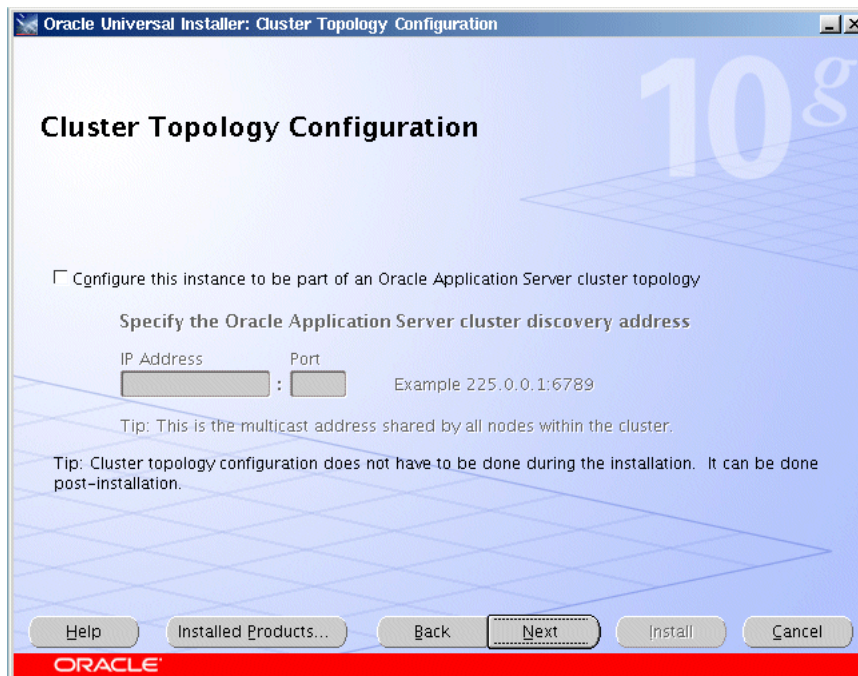 Oracle Universal Installer: Cluster Topology Configuration
10g
Cluster Topology Configuration
Configure this instance to be part of an Oracle Application Server cluster topology
Specify the Oracle Application Server cluster discovery address
IP Address Port
: Example 225.0.0.1:6789
Tip: This is the multicast address shared by all nodes within the cluster.
Tip: Cluster topology configuration does not have to be done during the installation. It can be done
post-installation.
Help Installed Products... Back Next Install Cancel
ORACLE